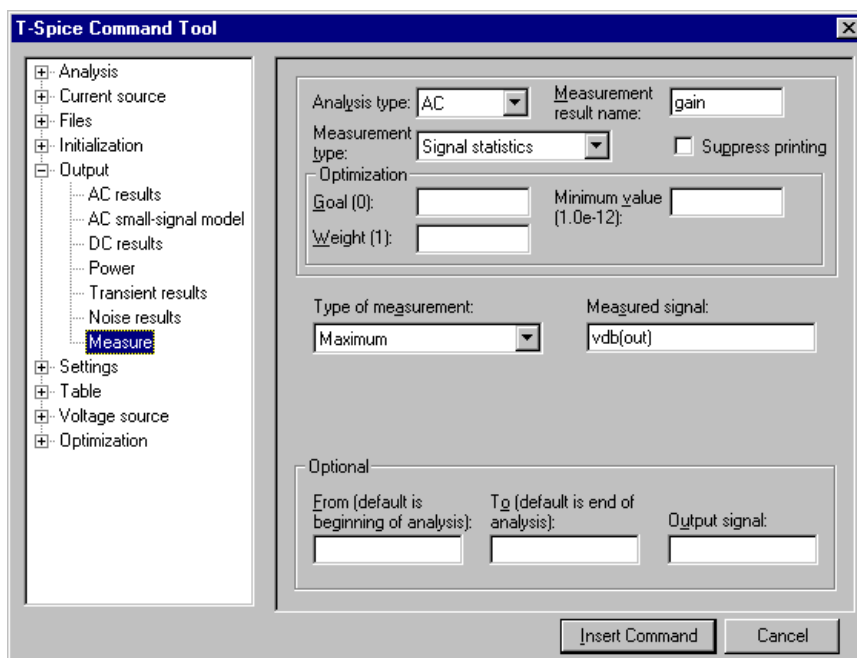 T-Spice Command Tool
Analysis
Current source
Files
Initialization
Output
AC results
AC small-signal model
DC results
Power
Transient results
Noise results
Measure
Settings
Table
Voltage source
Optimization
Analysis type:
AC
Measurement
result name:
gain
Measurement
type:
Signal statistics
Suppress printing
Optimization
Goal (0):
Minimum value
(1.0e-12):
Weight (1):
Type of measurement:
Maximum
Measured signal:
vdb(out)
Optional
From (default is
beginning of analysis):
To (default is end of
analysis):
Output signal:
Insert Command
Cancel